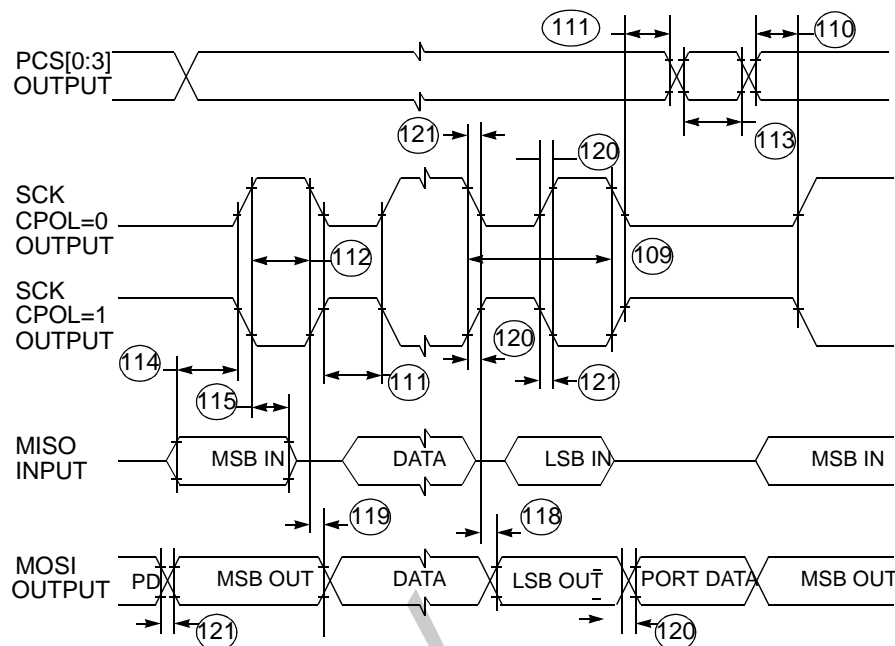 111
110
PCS[0:3]
OUTPUT
121
120
113
SCK
CPOL=0
OUTPUT
112
109
SCK
CPOL=1
OUTPUT
114
120
111
121
115
MISO
INPUT
MSB IN
DATA
LSB IN
MSB IN
119
118
MOSI
OUTPUT
PD
MSB OUT
DATA
LSB OUT
PORT DATA
MSB OUT
121
120